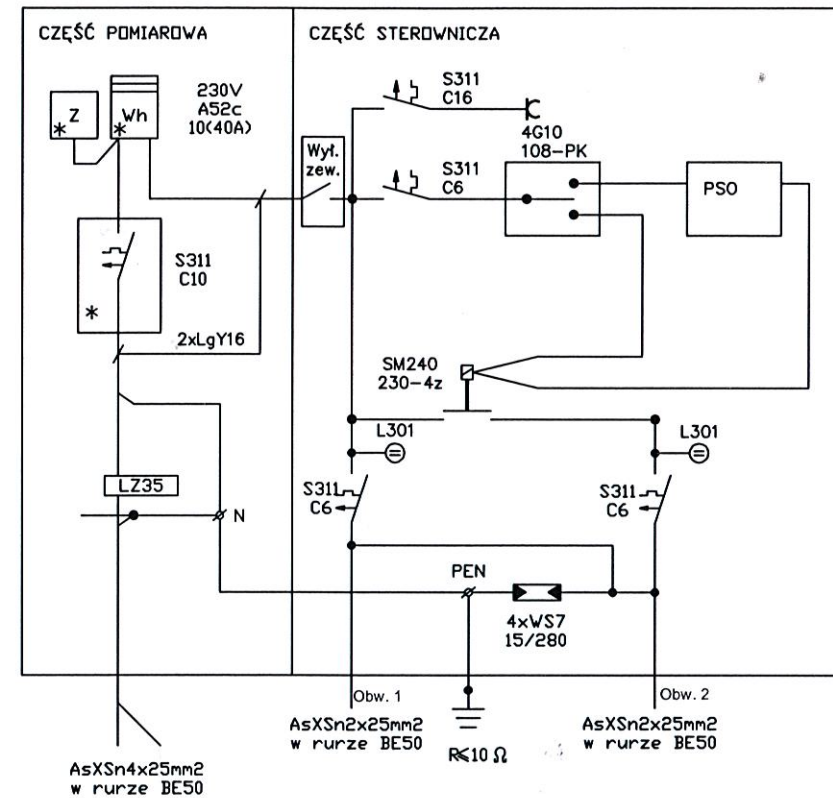 CZĘŚĆ POMIAROWA
CZĘŚĆ STEROWNICZA
Z
*
Wh
*
230V
A52c
10(40A)
S311
C16
4G10
108-PK
Wył.
zew.
S311
C6
PSO
S311
C10
*
2xLgY16
SM240
230-4z
L301
L301
LZ35
S311
C6
S311
C6
N
PEN
4xWS7
15/280
Obw. 1
Obw. 2
AsXSn2x25mm2
w rurze BE50
R≤10 Ω
AsXSn2x25mm2
w rurze BE50
AsXSn4x25mm2
w rurze BE50